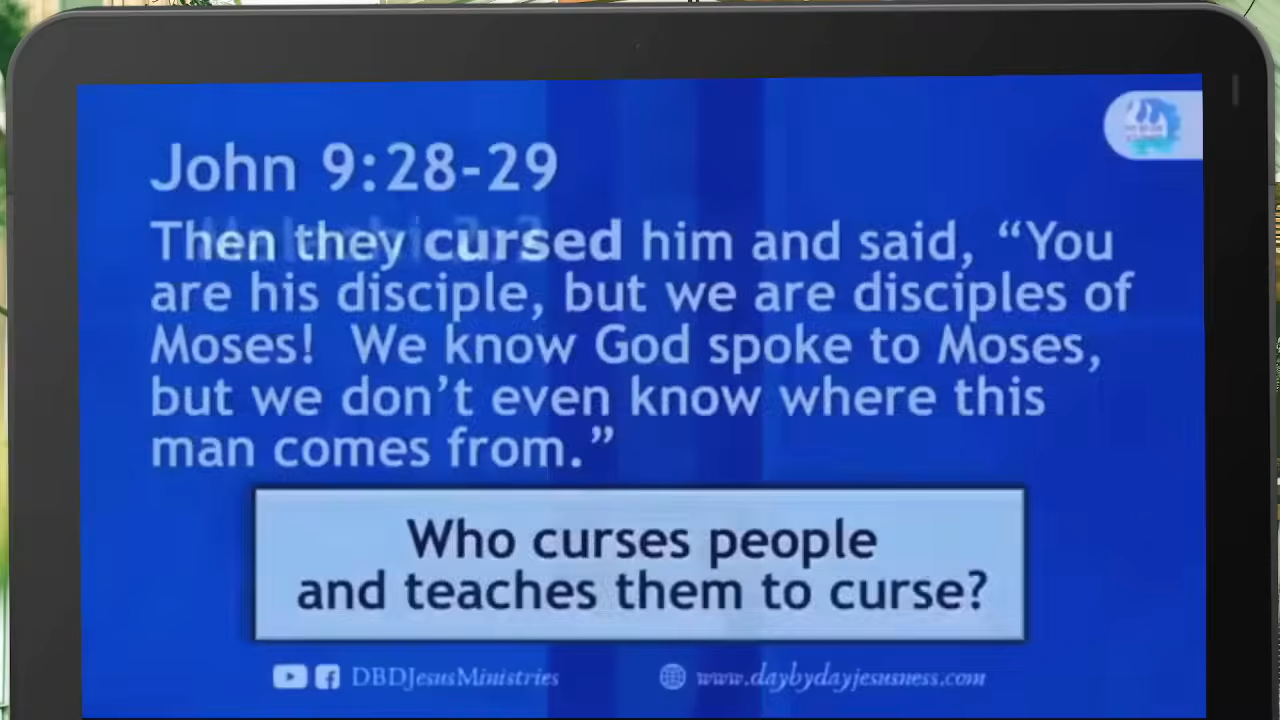 John 9:28-29
Then they cursed him and said, “You
are his disciple, but we are disciples of
Moses!  We know God spoke to Moses,
but we don’t even know where this
man comes from.”
Who curses people
and teaches them to curse?
DBDJesusMinistries
www.daybydayjesusness.com